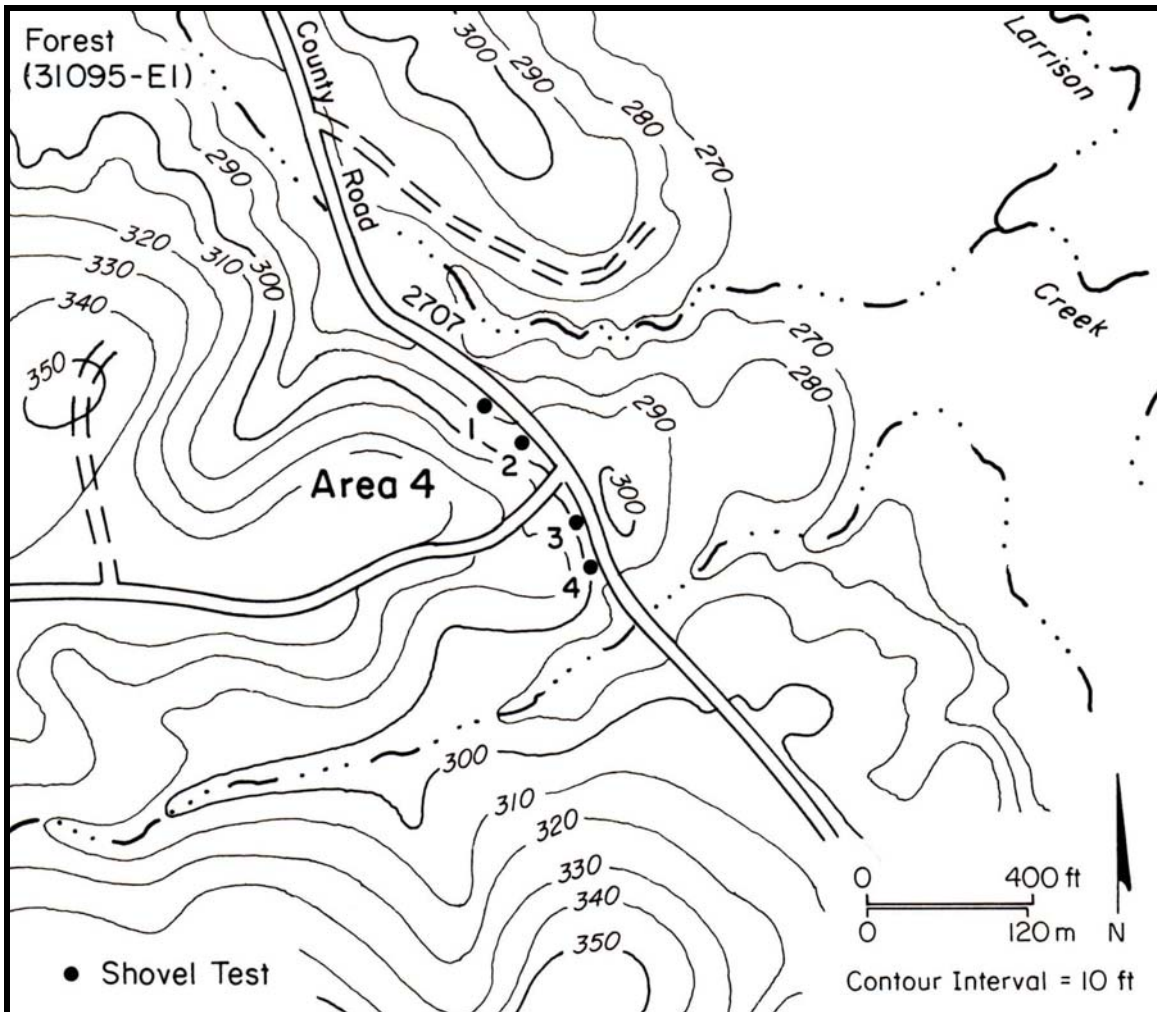 Forest
(31095-E1)
County
Road
2707
Larrison
Creek
300
290
280
270
290
320
310
300
330
340
350
270
280
290
300
1
2
Area 4
3
4
300
310
320
330
340
350
0 400 ft
0 120 m N
● Shovel Test
Contour Interval = 10 ft